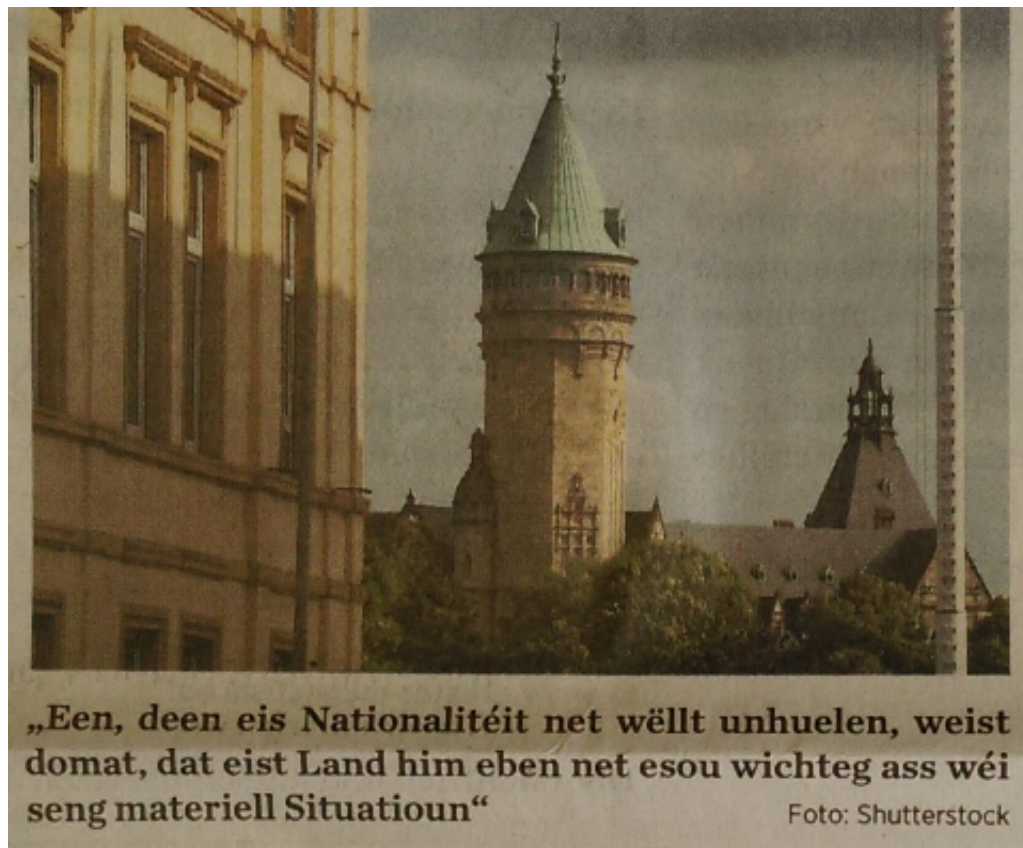 „Een, deen eis Nationalitéit net wëllt unhuelen, weist
domat, dat eist Land him eben net esou wichteg ass wéi
seng materiell Situatioun“
Foto: Shutterstock